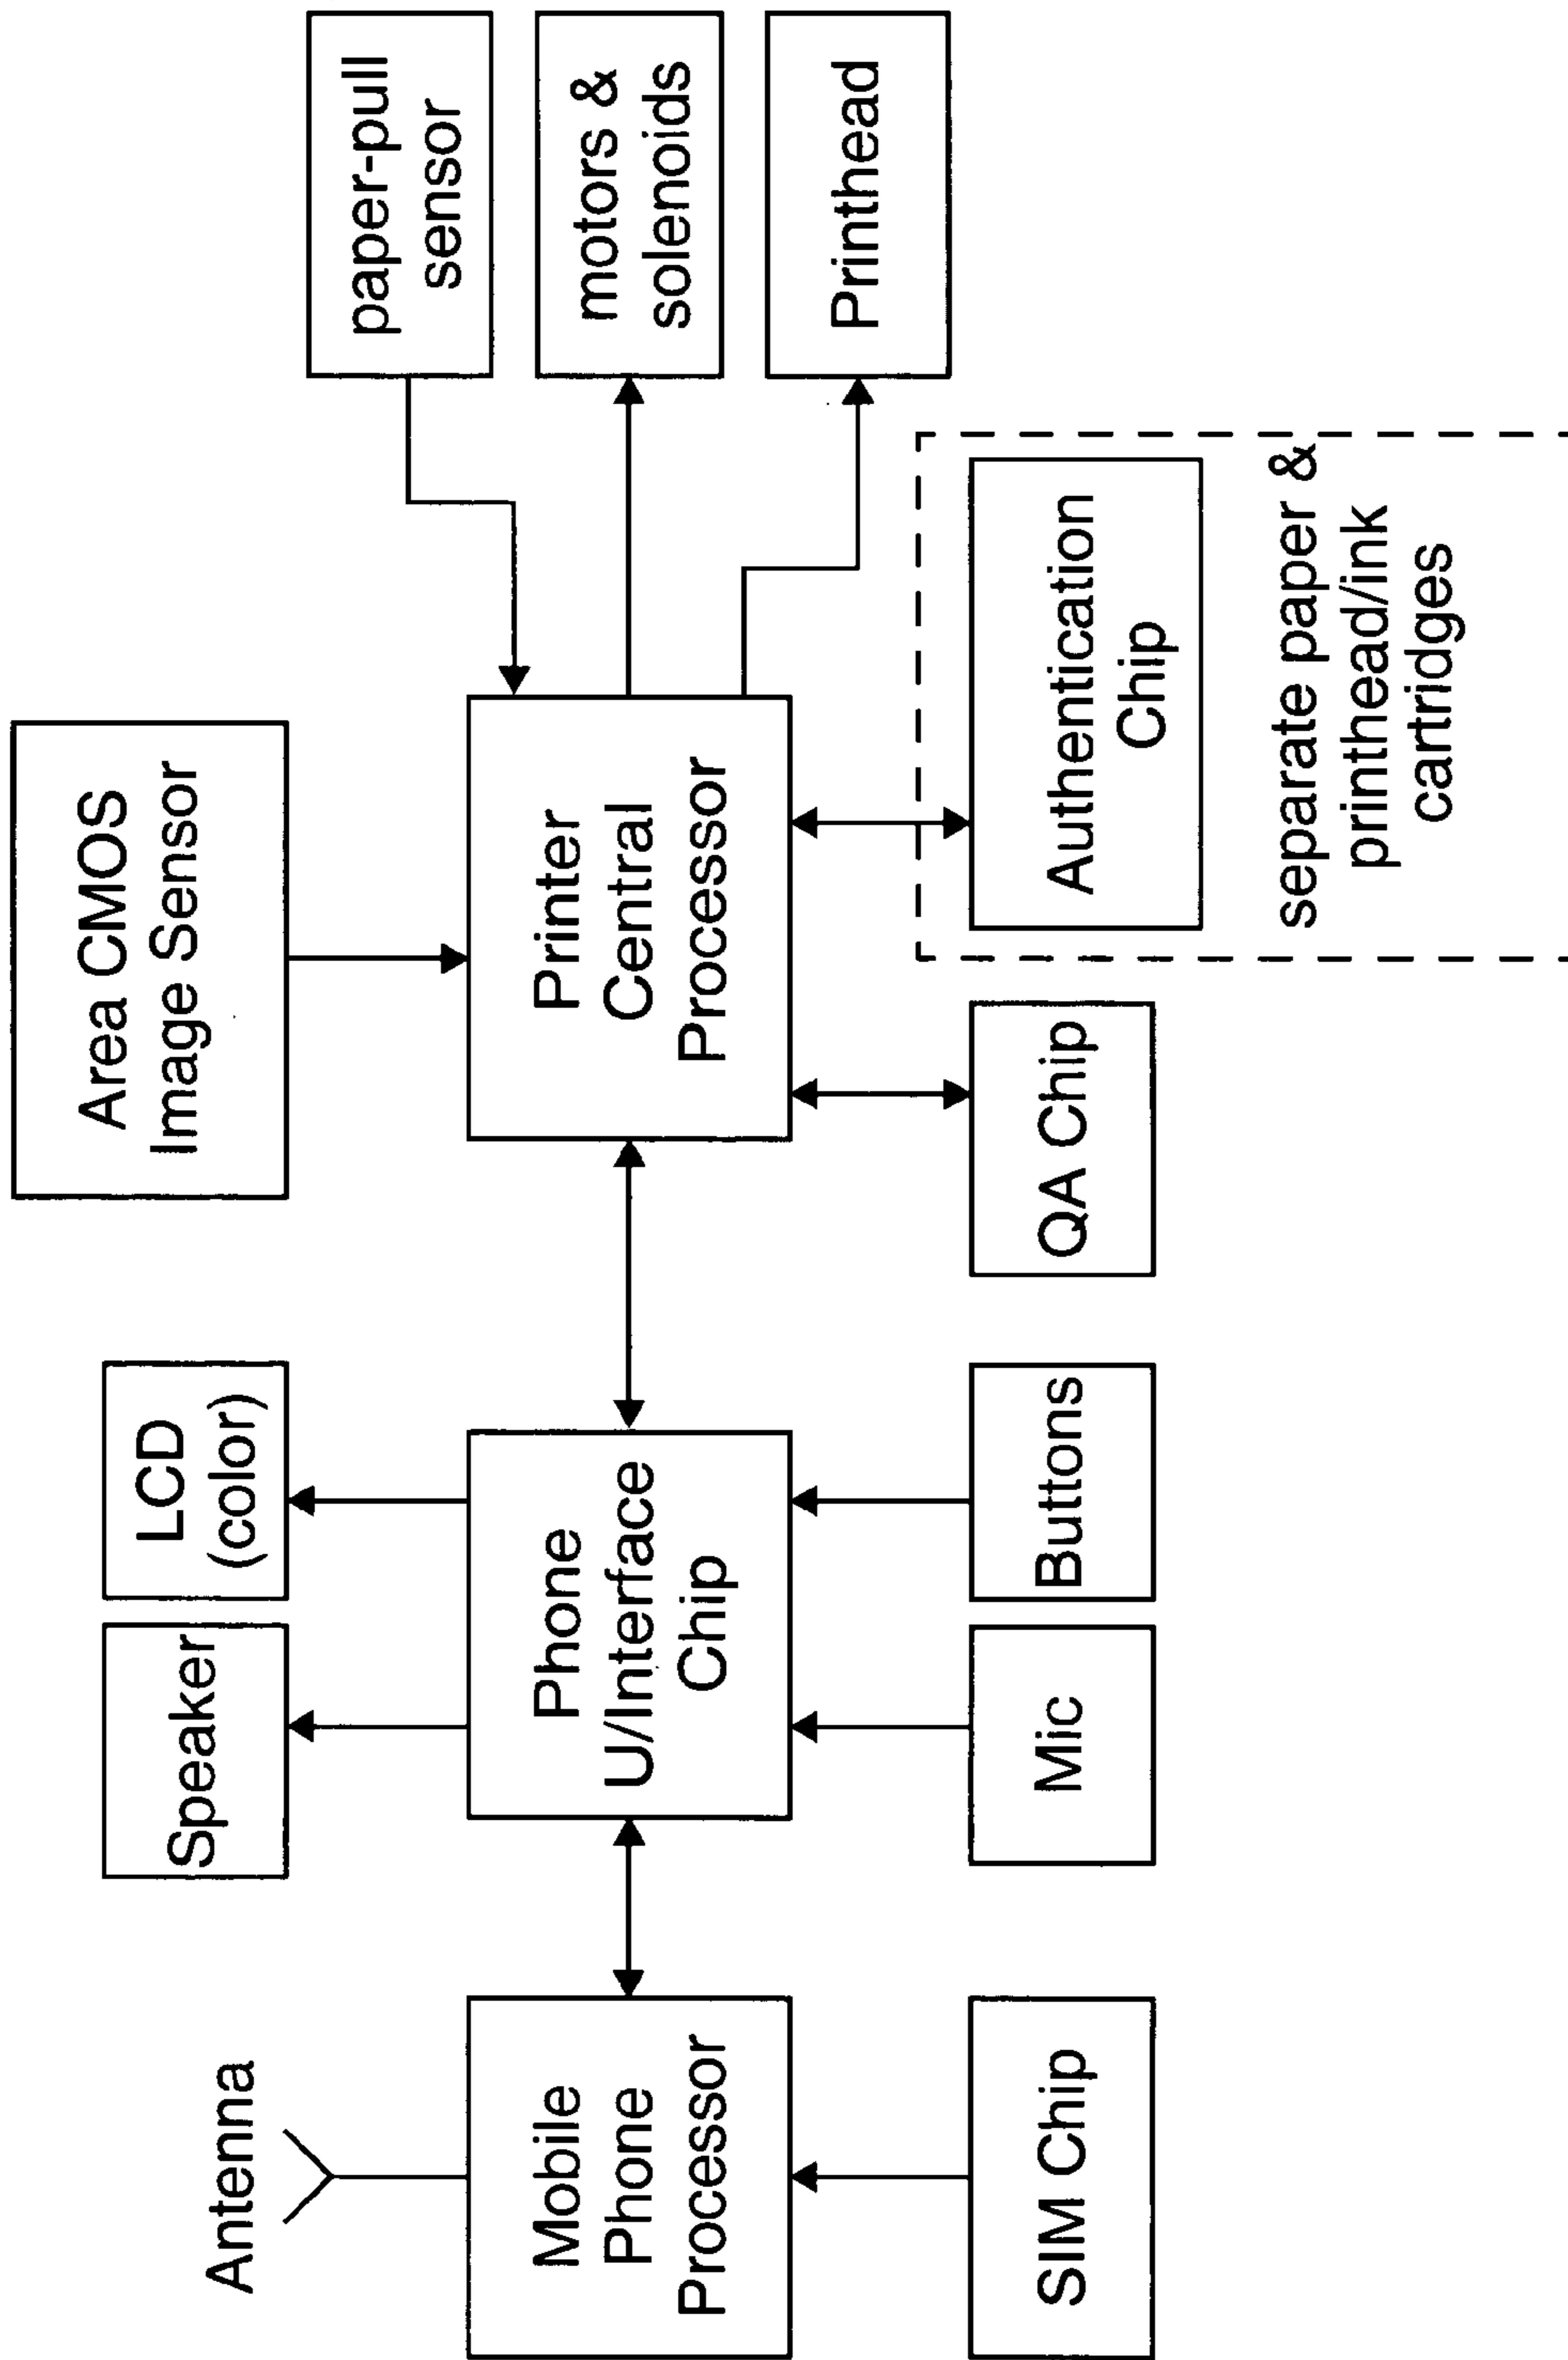 Antenna
Mobile
Phone
Processor
SIM Chip
Speaker
LCD
(color)
Phone
U/Interface
Chip
Mic
Buttons
Area CMOS
Image Sensor
Printer
Central
Processor
QA Chip
Authentication
Chip
separate paper &
printhead/ink
cartridges
paper-pull
sensor
motors &
solenoids
Printhead